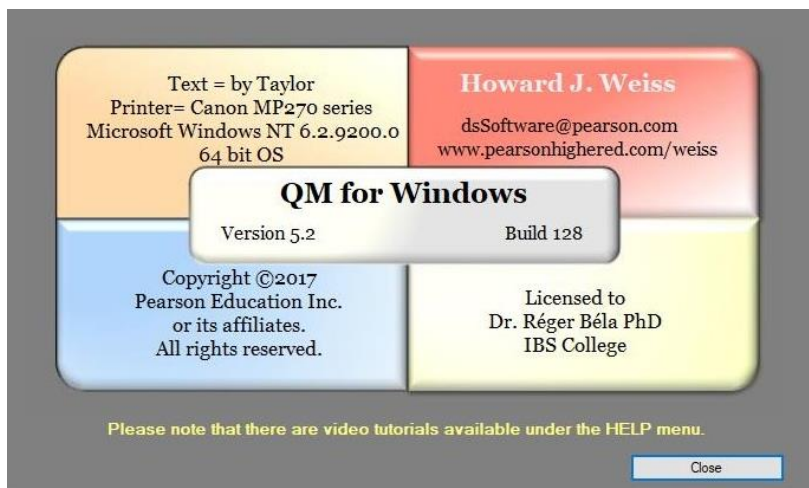 Text = by Taylor
Printer= Canon MP270 series
Microsoft Windows NT 6.2.9200.0
64 bit OS
Howard J. Weiss
dsSoftware@pearson.com
www.pearsonhighered.com/weiss
QM for Windows
Version 5.2
Build 128
Copyright ©2017
Pearson Education Inc.
or its affiliates.
All rights reserved.
Licensed to
Dr. Réger Béla PhD
IBS College
Please note that there are video tutorials available under the HELP menu.
Close